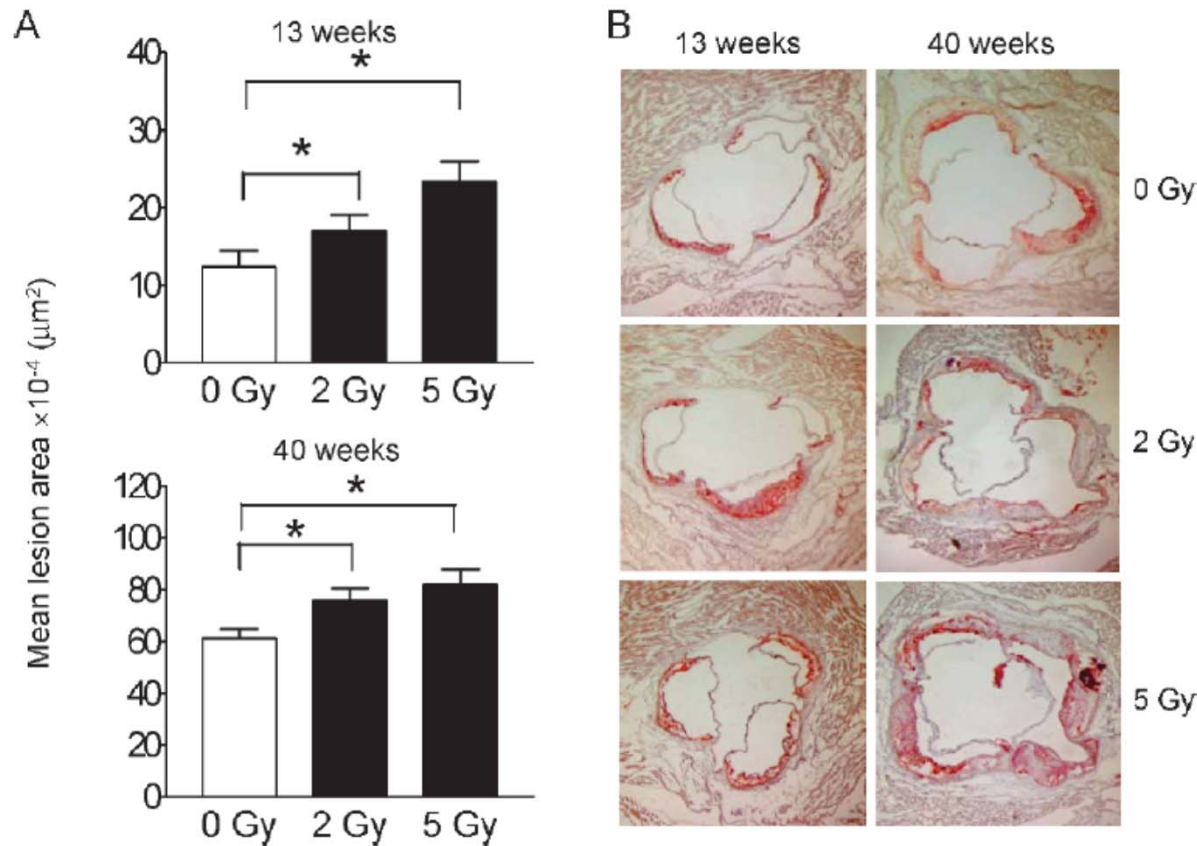 A
13 weeks
40
30
20
10
0
*
*
0 Gy 2 Gy 5 Gy
Mean lesion area ×10⁻⁴ (μm²)
40 weeks
120
100
80
60
40
20
0
*
*
0 Gy 2 Gy 5 Gy
B
13 weeks 40 weeks
0 Gy
2 Gy
5 Gy